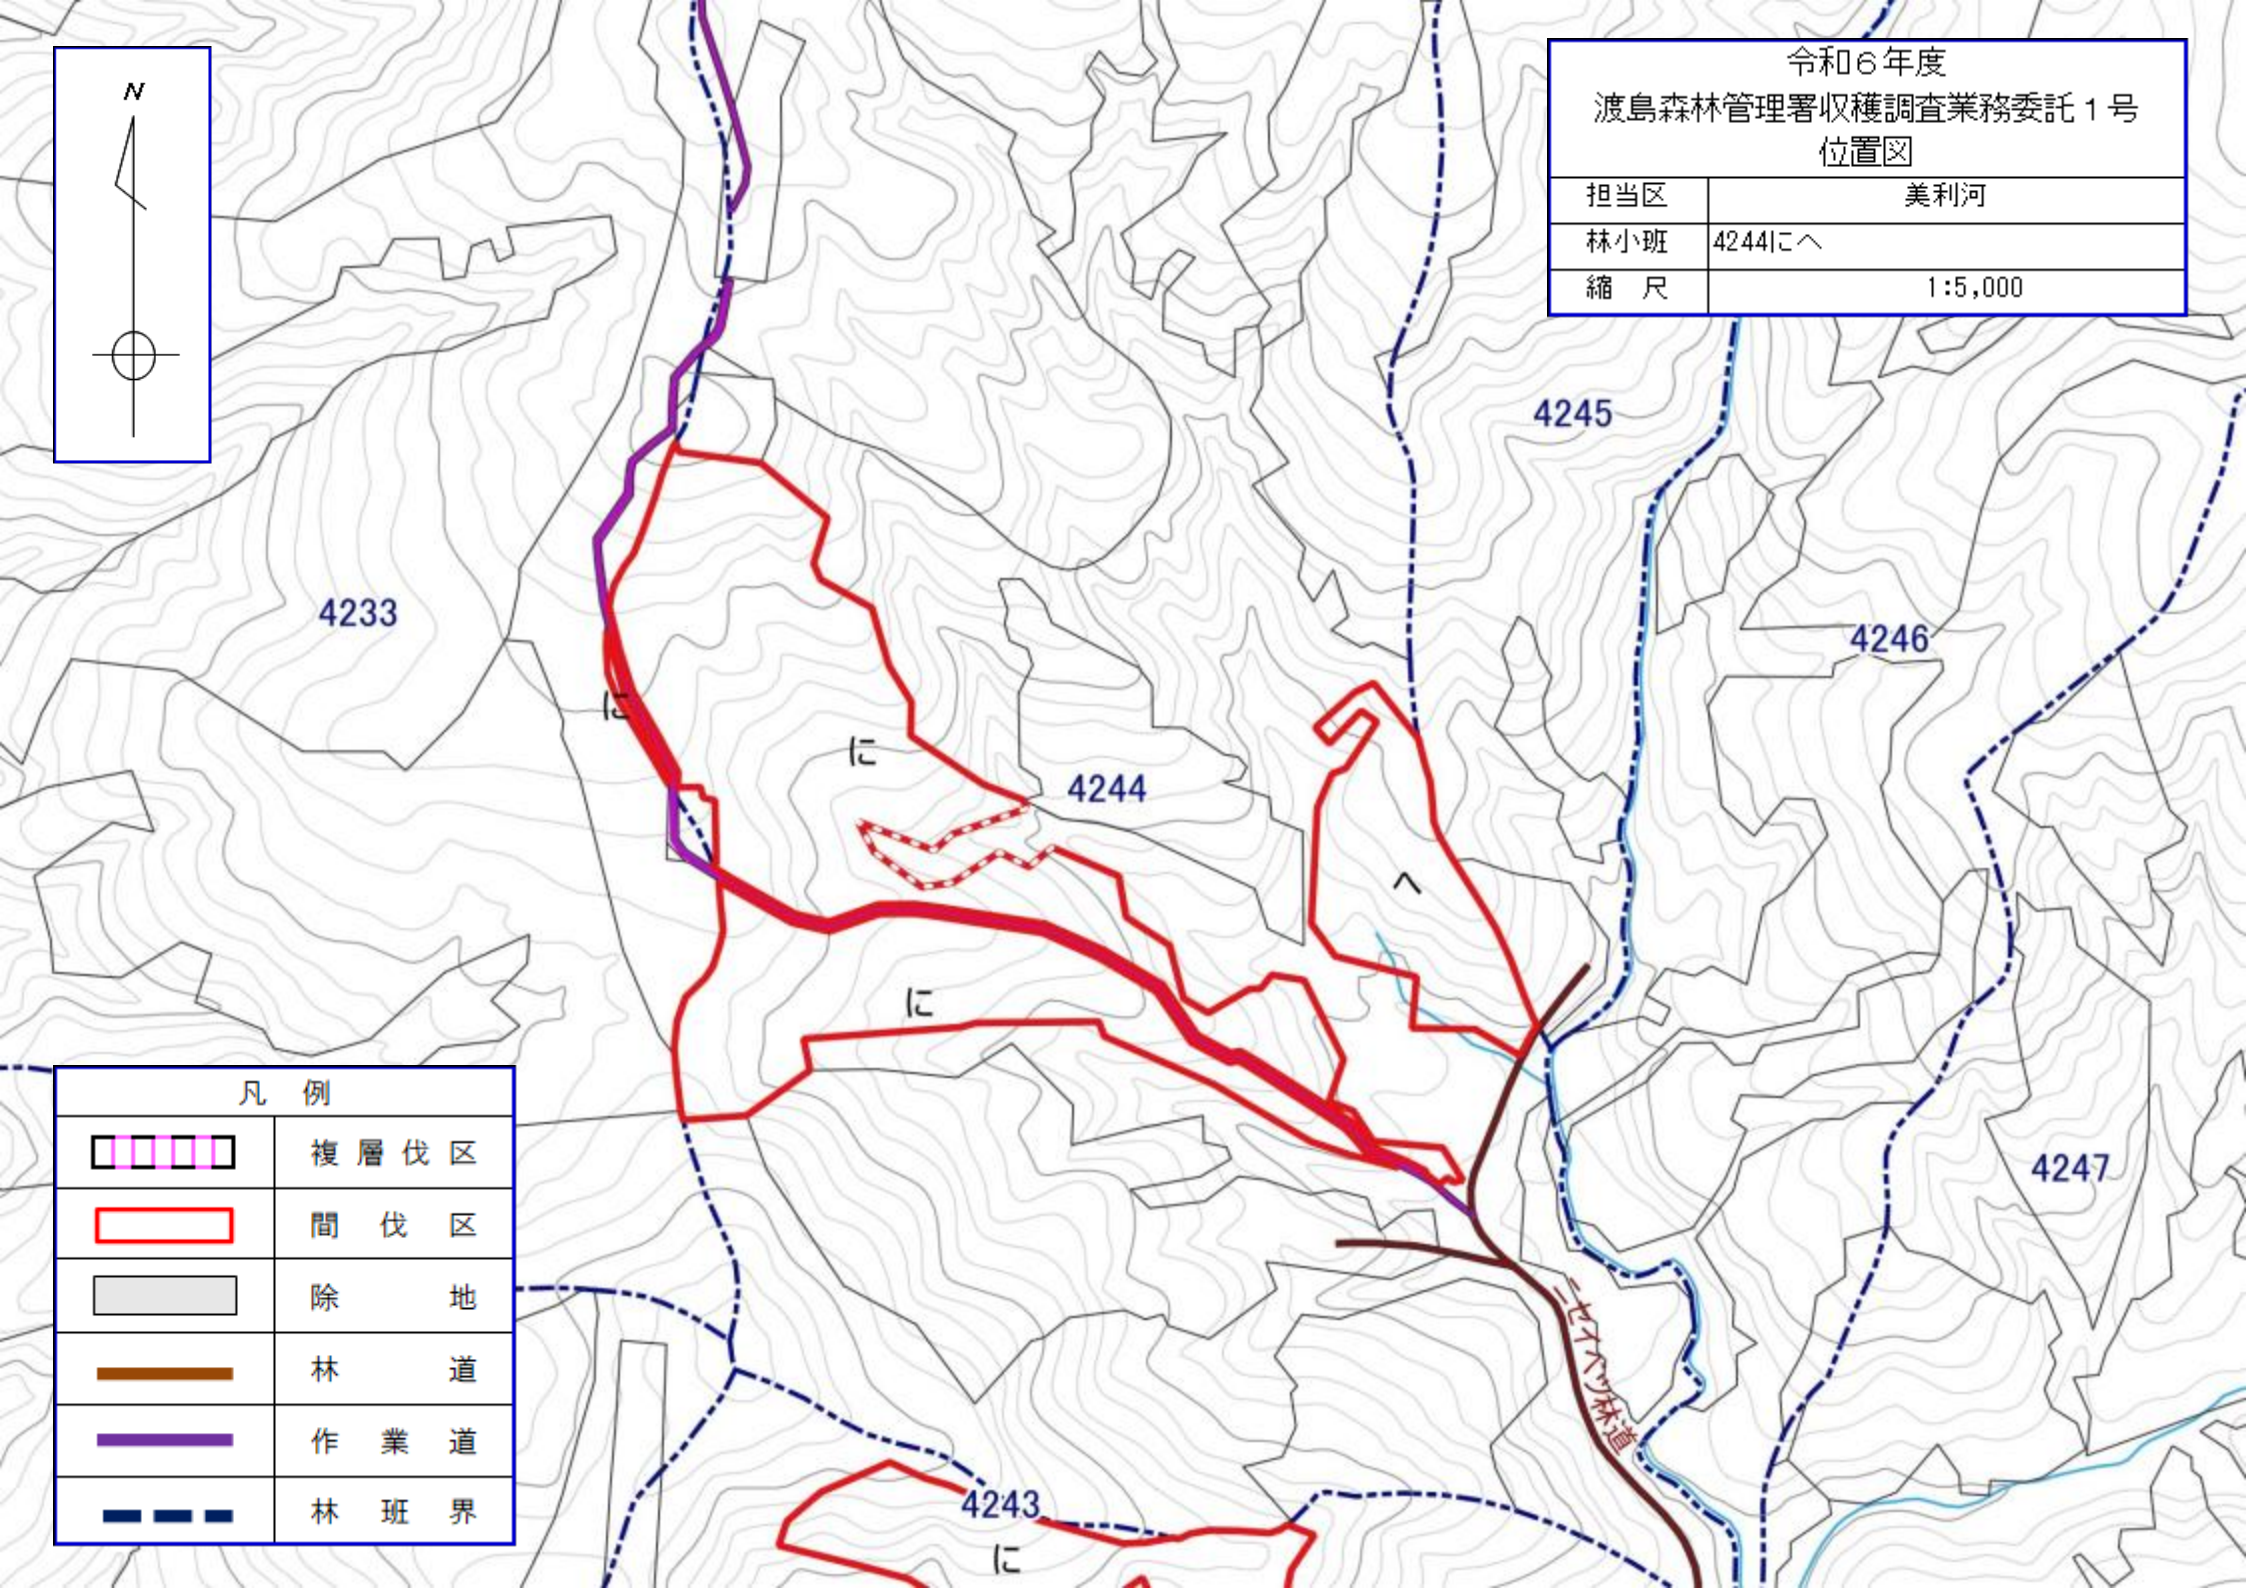 N
令和６年度
渡島森林管理署収穫調査業務委託１号
位置図
担当区 美利河
林小班 4244にへ
縮　尺 1:5,000
4245
4233
4246
に
に
4244
へ
に
4247
ニセイベツ林道
4243
に
凡　例
複層伐区
間伐区
除地
林道
作業道
林班界